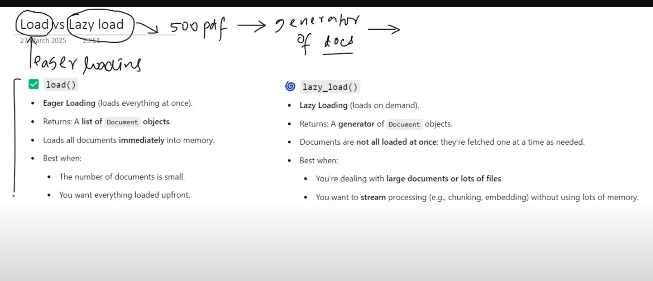 Load vs Lazy load → 500 pdf → generator of docs →
27 March 2025 23:51
eager loading
✅ load()
• Eager Loading (loads everything at once).
• Returns: A list of Document objects.
• Loads all documents immediately into memory.
• Best when:
• The number of documents is small.
• You want everything loaded upfront.
🌀 lazy_load()
• Lazy Loading (loads on demand).
• Returns: A generator of Document objects.
• Documents are not all loaded at once; they're fetched one at a time as needed.
• Best when:
• You're dealing with large documents or lots of files.
• You want to stream processing (e.g., chunking, embedding) without using lots of memory.